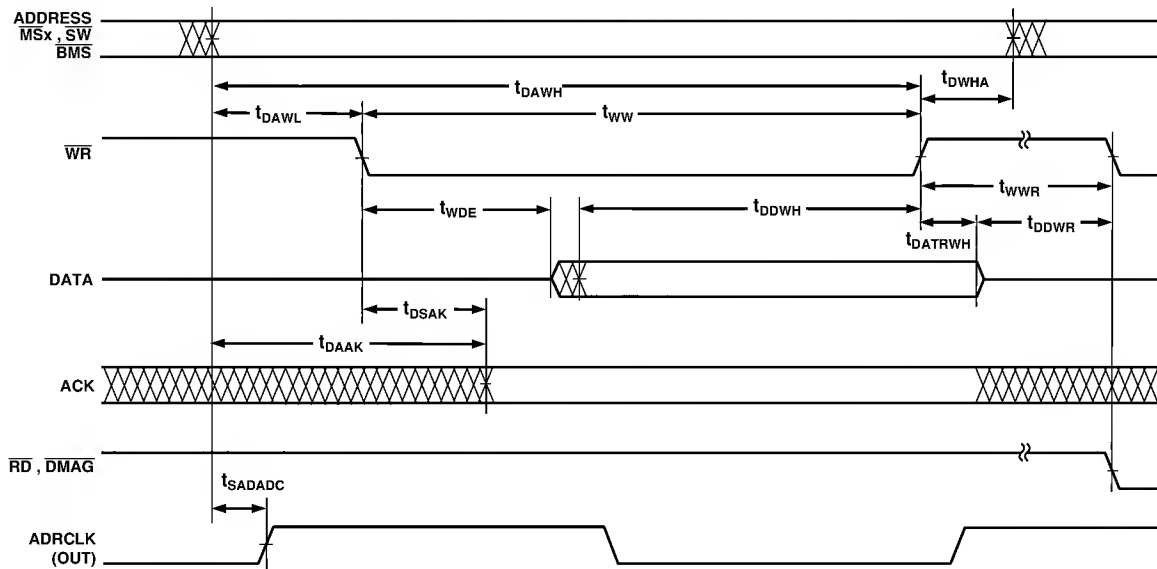 ADDRESS
MSx , SW
BMS
tDWHA
tDAWH
tDAWL
tWW
WR
tWWR
tWDE
tDDWH
tDATRWH
tDDWR
DATA
tDSAK
tDAAK
ACK
RD , DMAG
tSADADC
ADRCLK
(OUT)